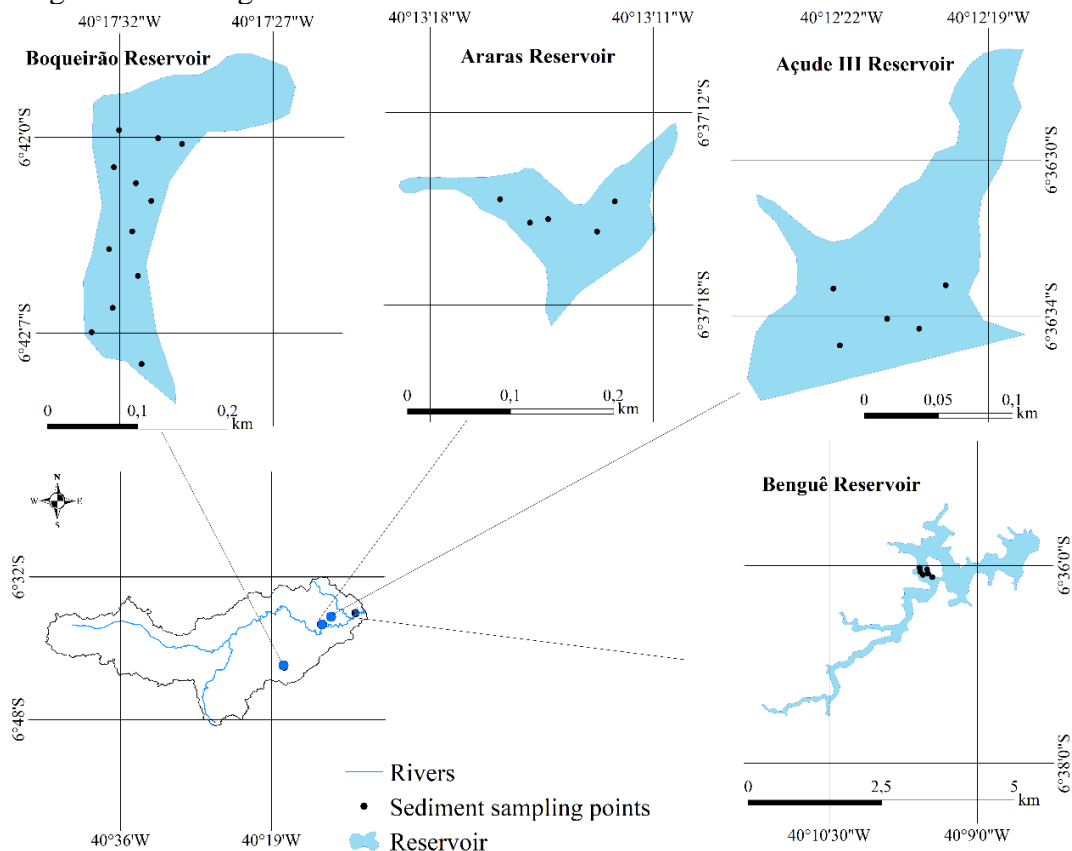 40°17'32"W 40°17'27"W
Boqueirão Reservoir
6°42'0"S
6°42'7"S
0 0,1 0,2
km
40°13'18"W 40°13'11"W
Araras Reservoir
6°37'12"S
6°37'18"S
0 0,1 0,2
km
40°12'22"W 40°12'19"W
Açude III Reservoir
6°36'30"S
6°36'34"S
0 0,05 0,1
km
N
W E
S
6°32'S
6°48'S
40°36'W 40°19'W
Rivers
Sediment sampling points
Reservoir
Benguê Reservoir
6°36'0"S
6°38'0"S
0 2,5 5
km
40°10'30"W 40°9'0"W